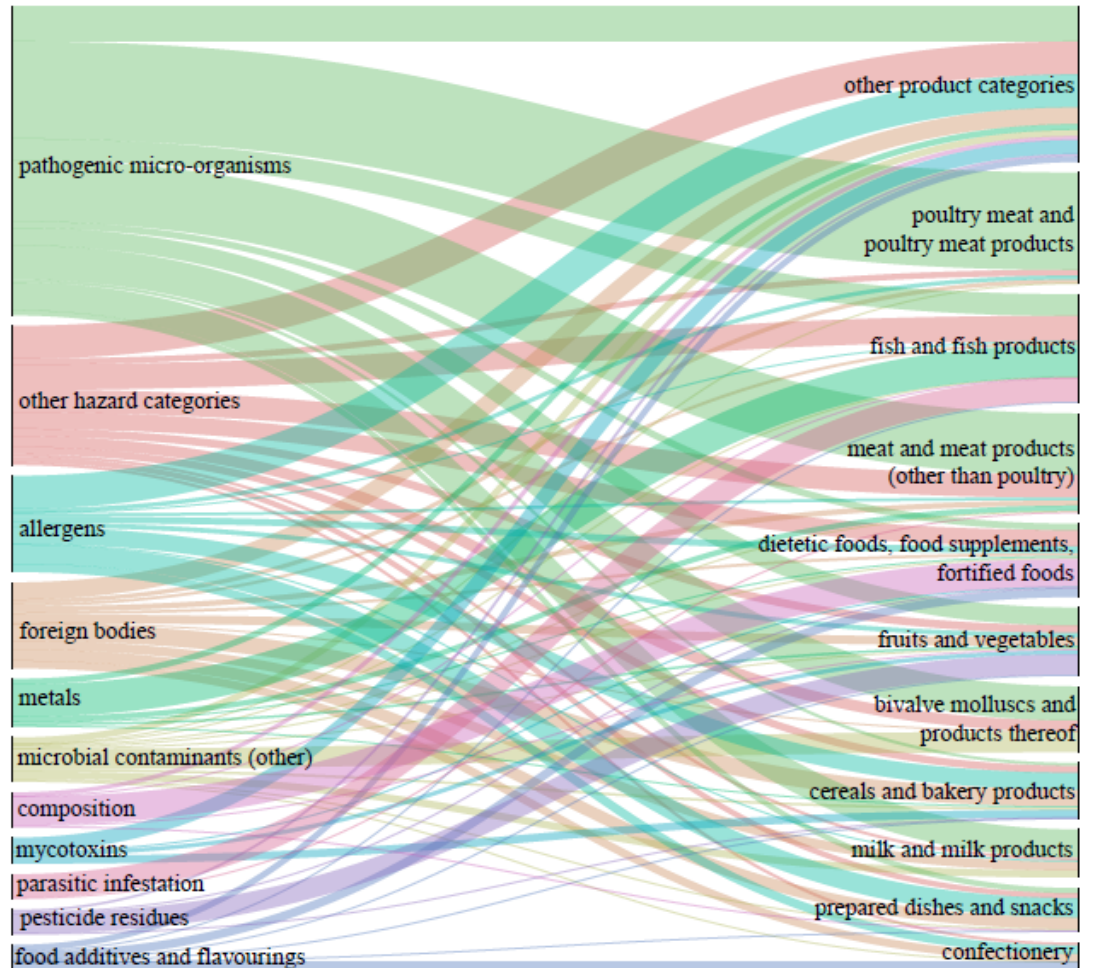 pathogenic micro-organisms
other hazard categories
allergens
foreign bodies
metals
microbial contaminants (other)
composition
mycotoxins
parasitic infestation
pesticide residues
food additives and flavourings
other product categories
poultry meat and
poultry meat products
fish and fish products
meat and meat products
(other than poultry)
dietetic foods, food supplements,
fortified foods
fruits and vegetables
bivalve molluscs and
products thereof
cereals and bakery products
milk and milk products
prepared dishes and snacks
confectionery